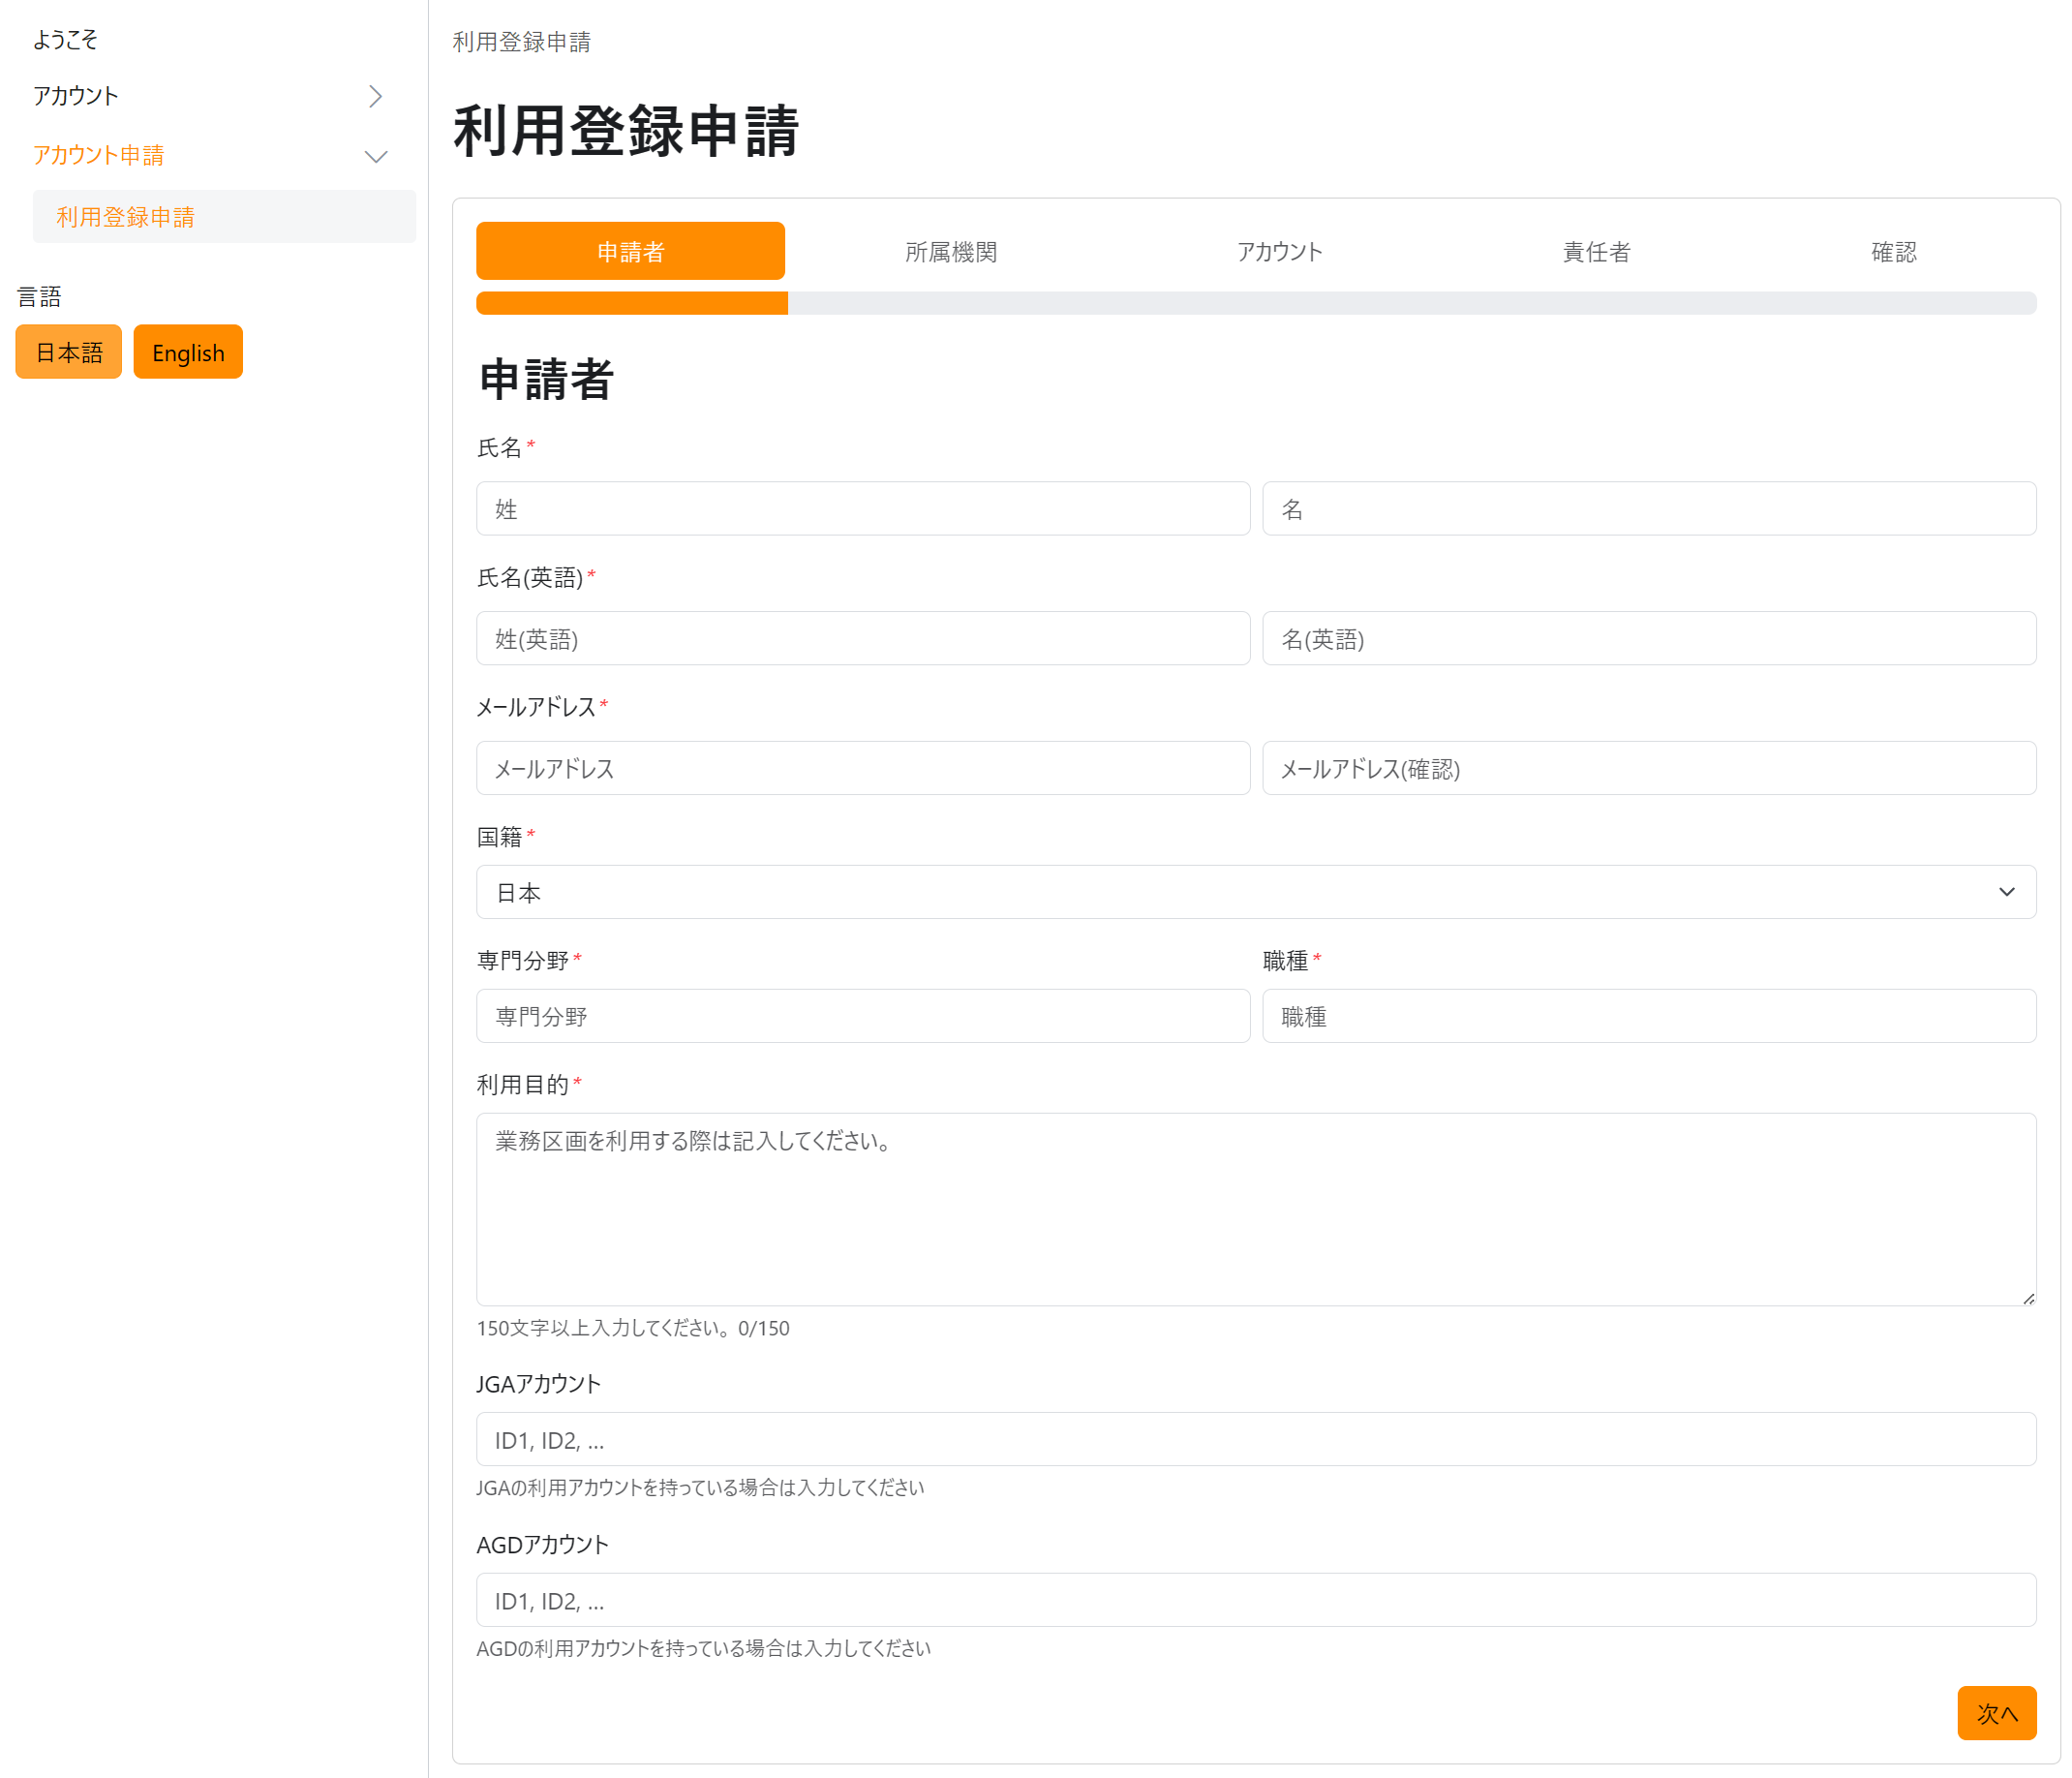 ようこそ
アカウント
アカウント申請
利用登録申請
言語
日本語 English
利用登録申請
利用登録申請
申請者 所属機関 アカウント 責任者 確認
申請者
氏名*
姓 名
氏名(英語)*
姓(英語) 名(英語)
メールアドレス*
メールアドレス メールアドレス(確認)
国籍*
日本
専門分野* 職種*
専門分野 職種
利用目的*
業務区画を利用する際は記入してください。
150文字以上入力してください。 0/150
JGAアカウント
ID1, ID2, ...
JGAの利用アカウントを持っている場合は入力してください
AGDアカウント
ID1, ID2, ...
AGDの利用アカウントを持っている場合は入力してください
次へ